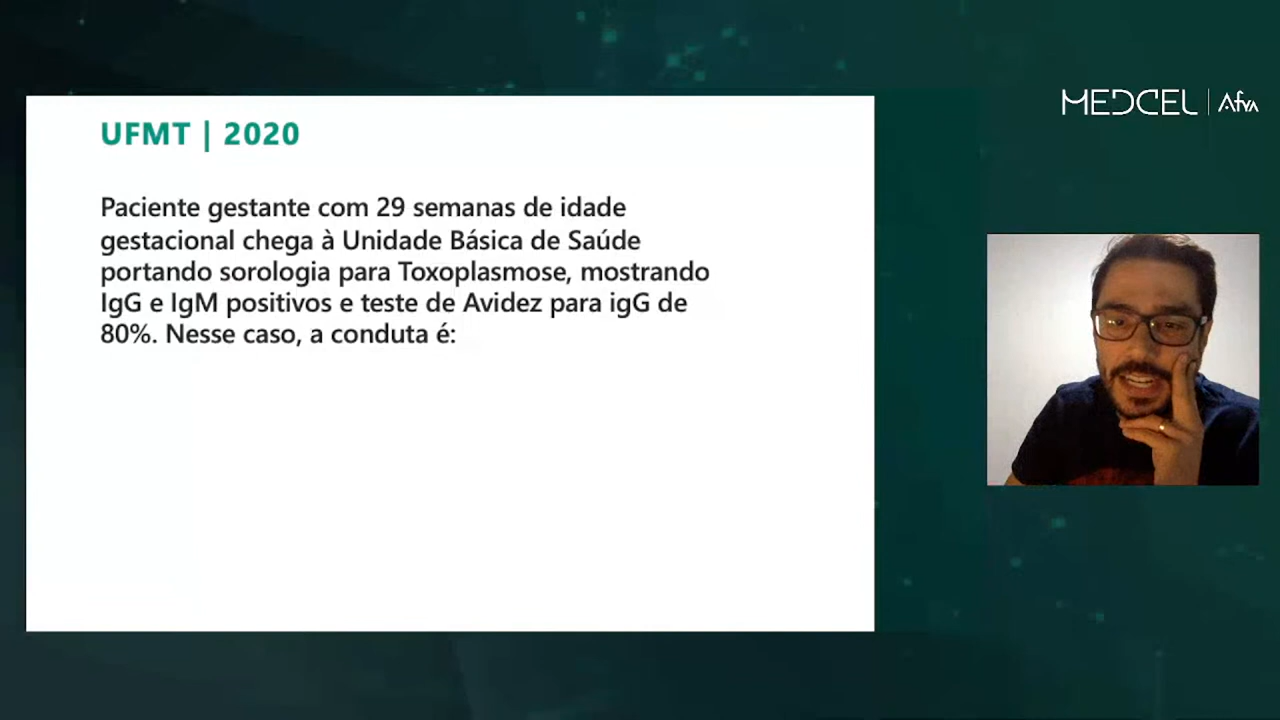 UFMT | 2020
MEDCEL | Afya
Paciente gestante com 29 semanas de idade
gestacional chega à Unidade Básica de Saúde
portando sorologia para Toxoplasmose, mostrando
IgG e IgM positivos e teste de Avidez para igG de
80%. Nesse caso, a conduta é: